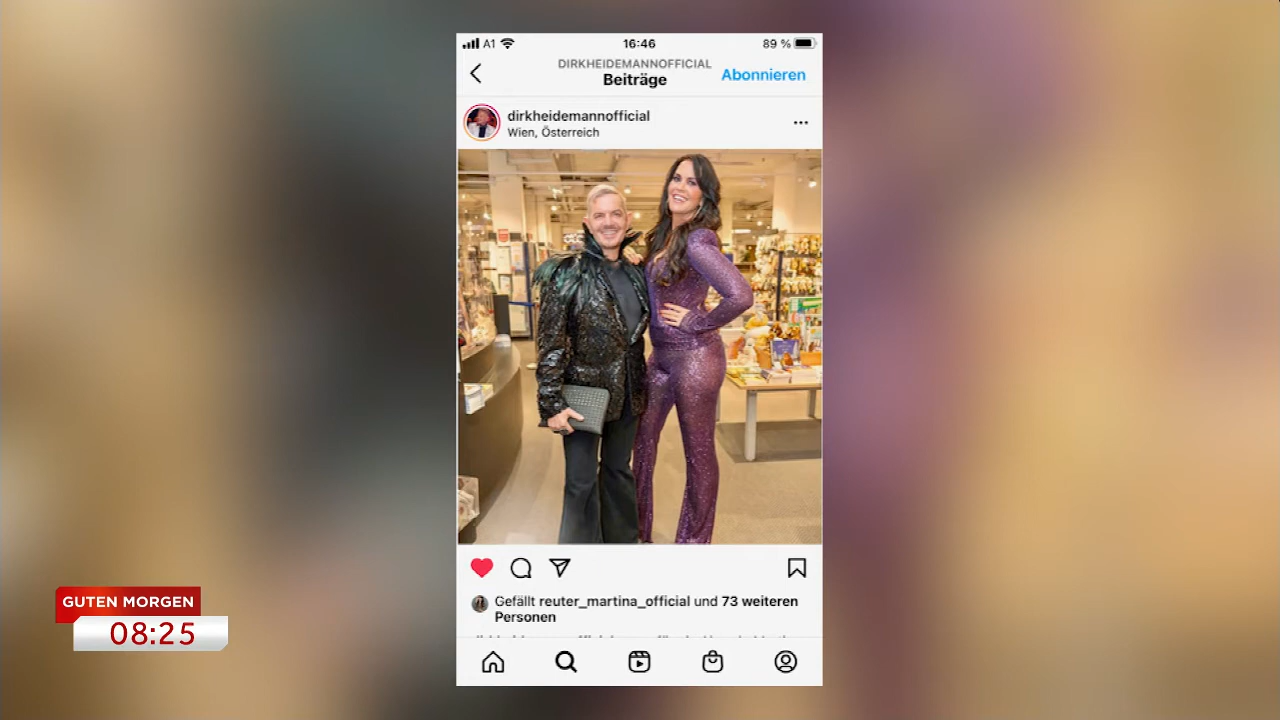 A1
16:46
89 %
DIRKHEIDEMANNOFFICIAL
Beiträge
Abonnieren
dirkheidemannofficial
Wien, Österreich
Gefällt reuter_martina_official und 73 weiteren
Personen
GUTEN MORGEN
08:25